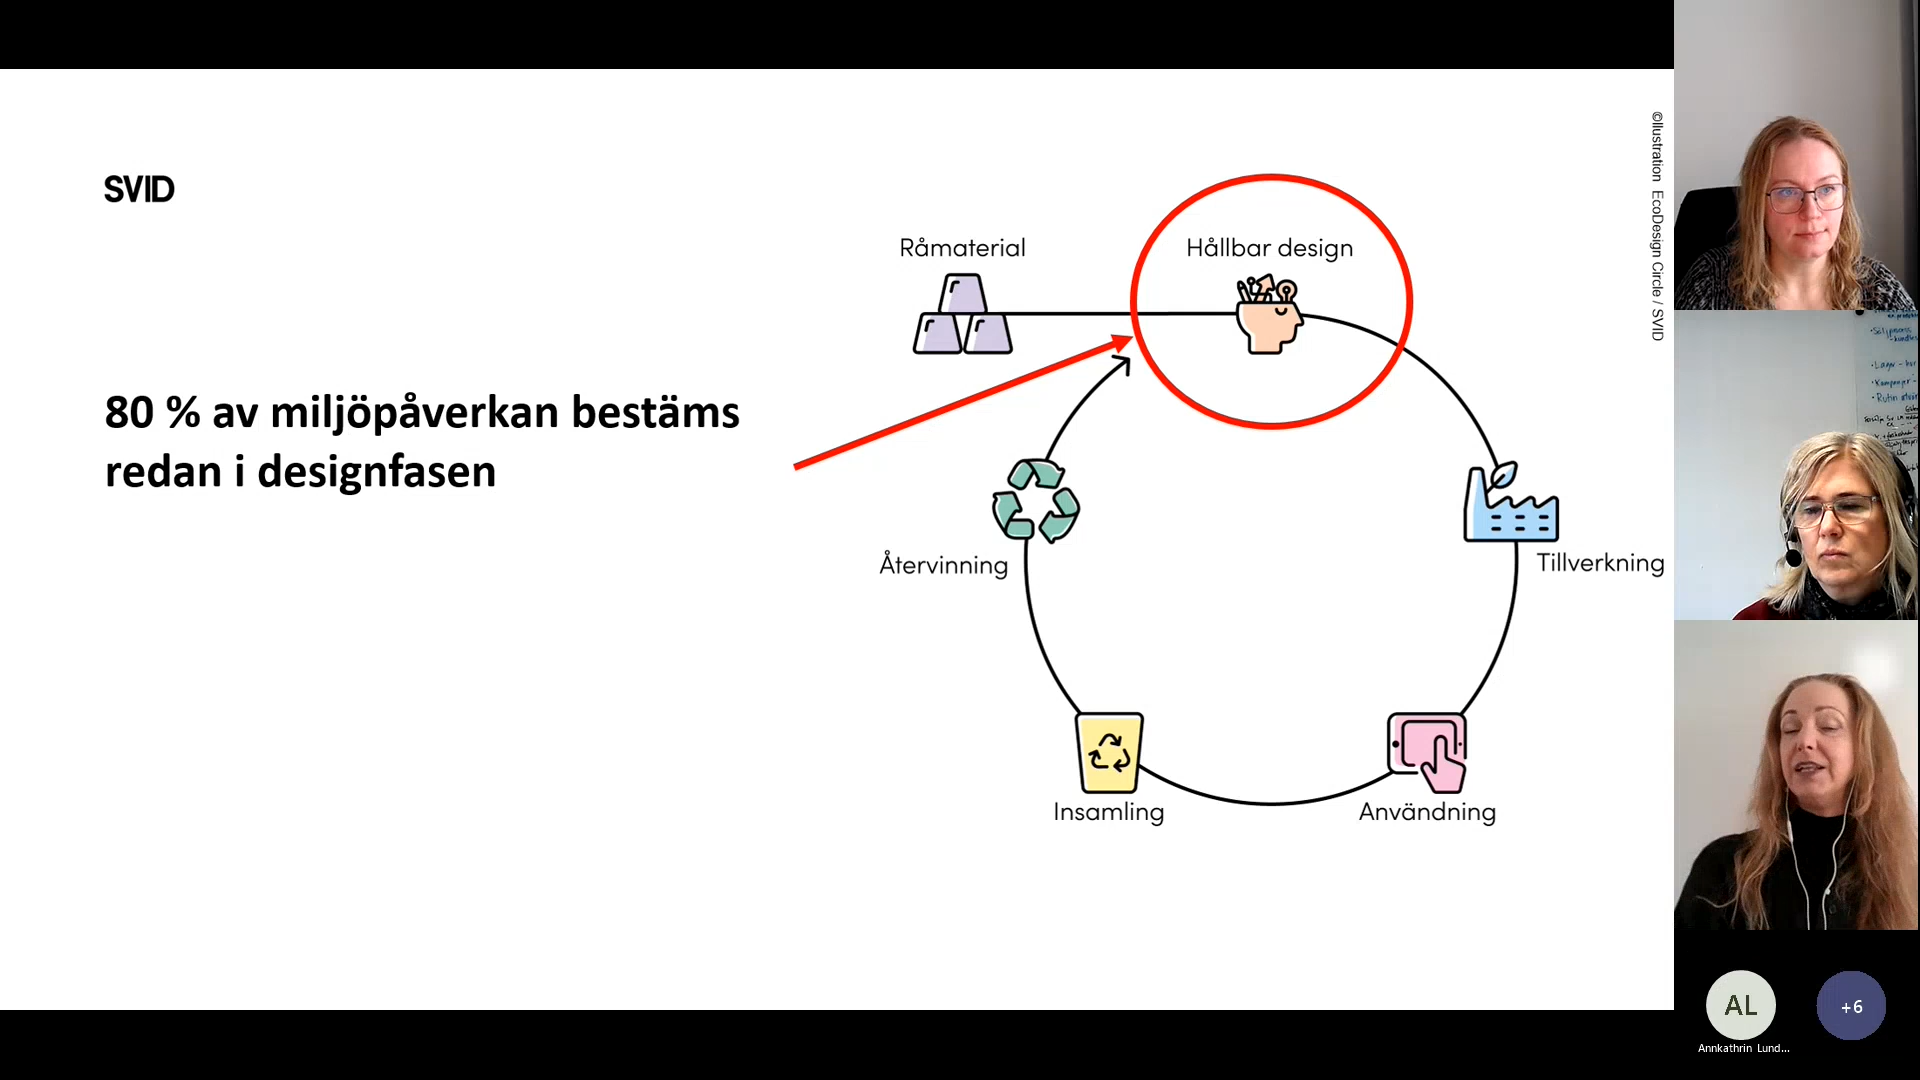 SVID
80 % av miljöpåverkan bestäms
redan i designfasen
Råmaterial
Hållbar design
Tillverkning
Användning
Insamling
Återvinning
©Illustration EcoDesign Circle / SVID
AL
+6
Annkathrin Lund...